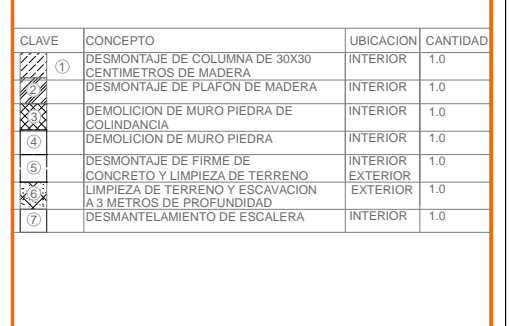 CLAVE CONCEPTO UBICACION CANTIDAD
1 DESMONTAJE DE COLUMNA DE 30X30 INTERIOR 1.0
CENTIMETROS DE MADERA
2 DESMONTAJE DE PLAFON DE MADERA INTERIOR 1.0
3 DEMOLICION DE MURO PIEDRA DE INTERIOR 1.0
COLINDANCIA
4 DEMOLICION DE MURO PIEDRA INTERIOR 1.0
5 DESMONTAJE DE FIRME DE INTERIOR 1.0
CONCRETO Y LIMPIEZA DE TERRENO EXTERIOR
6 LIMPIEZA DE TERRENO Y ESCAVACION EXTERIOR 1.0
A 3 METROS DE PROFUNDIDAD
7 DESMANTELAMIENTO DE ESCALERA INTERIOR 1.0